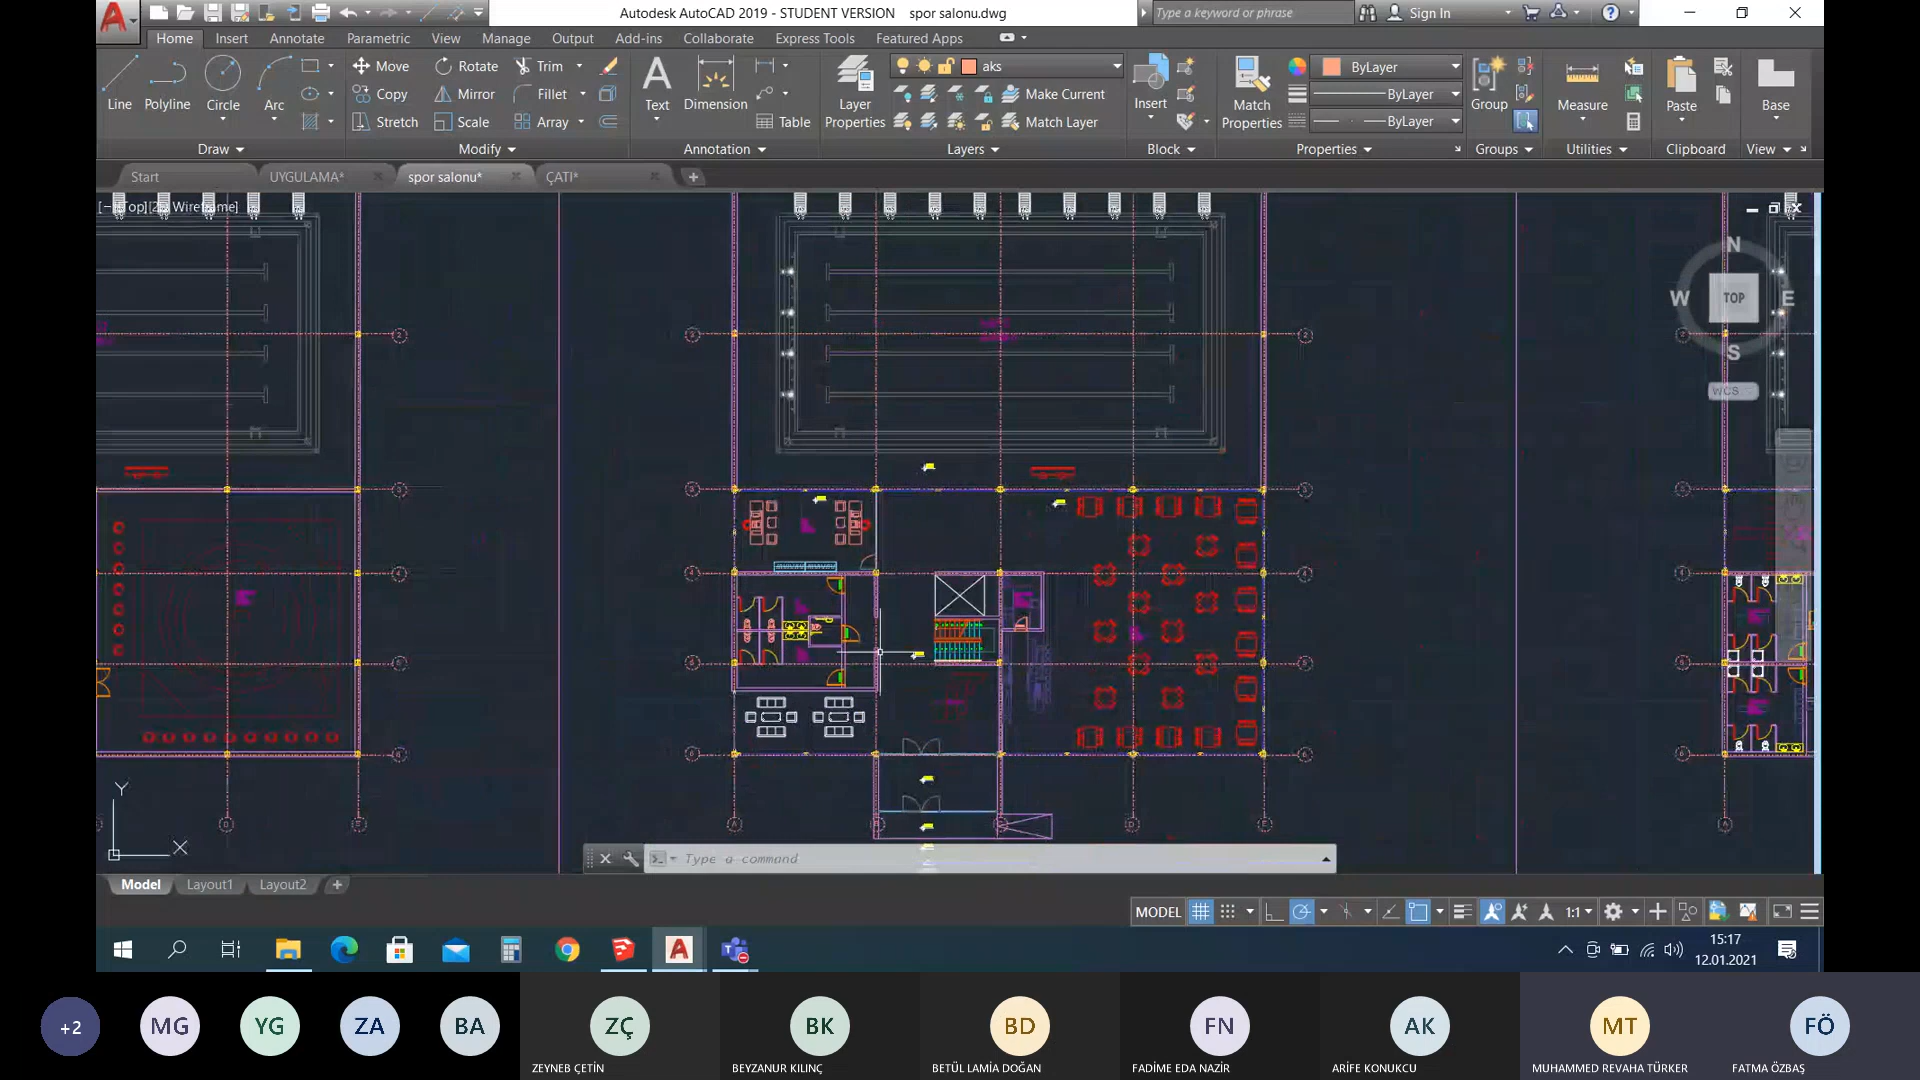 Autodesk AutoCAD 2019 - STUDENT VERSION spor salonu.dwg
Type a keyword or phrase
Sign In
Home Insert Annotate Parametric View Manage Output Add-ins Collaborate Express Tools Featured Apps
Line Polyline Circle Arc
Move Rotate Trim
Copy Mirror Fillet
Stretch Scale Array
Text Dimension Table
Layer Properties
aks
Make Current
Match Layer
Insert
Match Properties
ByLayer
ByLayer
ByLayer
Group
Measure
Paste
Base
Draw Modify Annotation Layers Block Properties Groups Utilities Clipboard View
Start UYGULAMA* spor salonu* ÇATI*
Wireframe]
N
W TOP E
S
WCS
Y
X
Type a command
Model Layout1 Layout2
MODEL 1:1
15:17
12.01.2021
+2 MG YG ZA BA ZÇ BK BD FN AK MT FÖ
ZEYNEB ÇETİN BEYZANUR KILINÇ BETÜL LAMİA DOĞAN FADİME EDA NAZİR ARİFE KONUKCU MUHAMMED REVAHA TÜRKER FATMA ÖZBAŞ